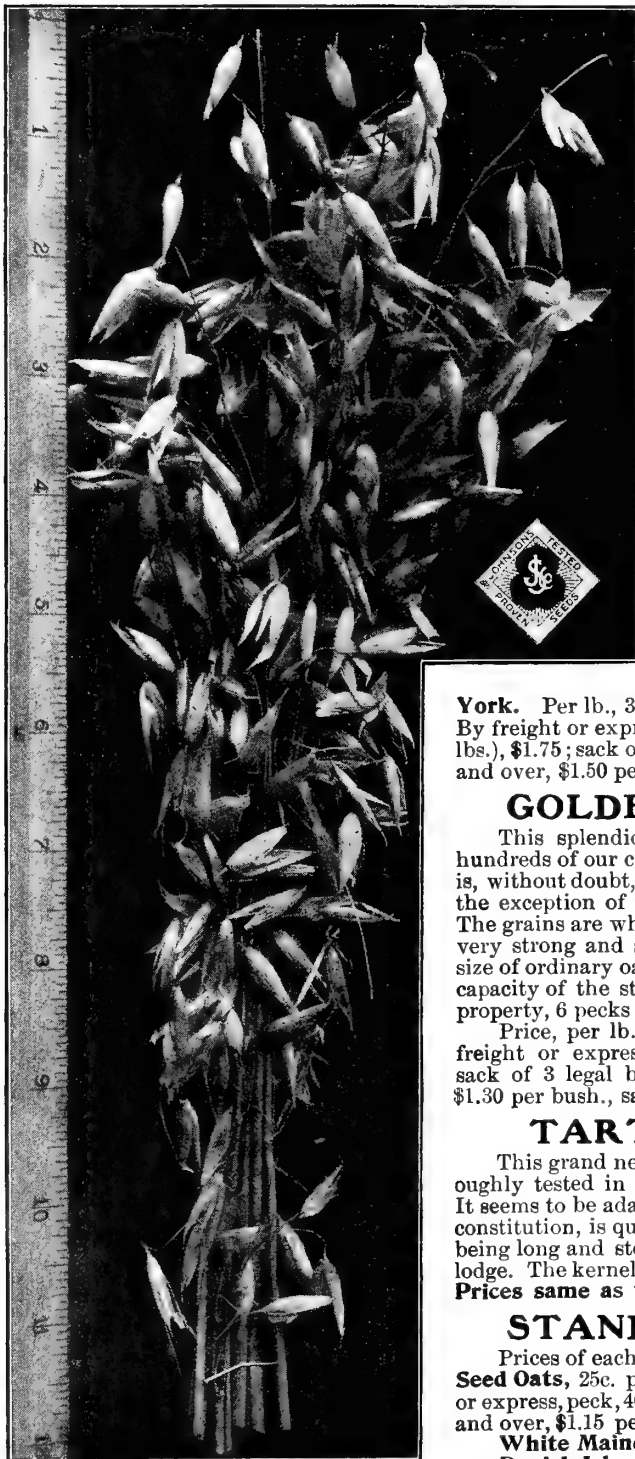 1
2
3
4
5
6
7
8
9
10
11
JOHNSONS TESTED
& PROVEN SEEDS
York. Per lb., 3
By freight or expr
lbs.), $1.75; sack o
and over, $1.50 pe
GOLDE
This splendid
hundreds of our c
is, without doubt,
the exception of
The grains are wh
very strong and s
size of ordinary oa
capacity of the st
property, 6 pecks
Price, per lb.
freight or expres
sack of 3 legal b
$1.30 per bush., sa
TART
This grand ne
oughly tested in
It seems to be ada
constitution, is qu
being long and sto
lodge. The kernel
Prices same as
STAN
Prices of each
Seed Oats, 25c. p
or express, peck, 4
and over, $1.15 pe
White Maine